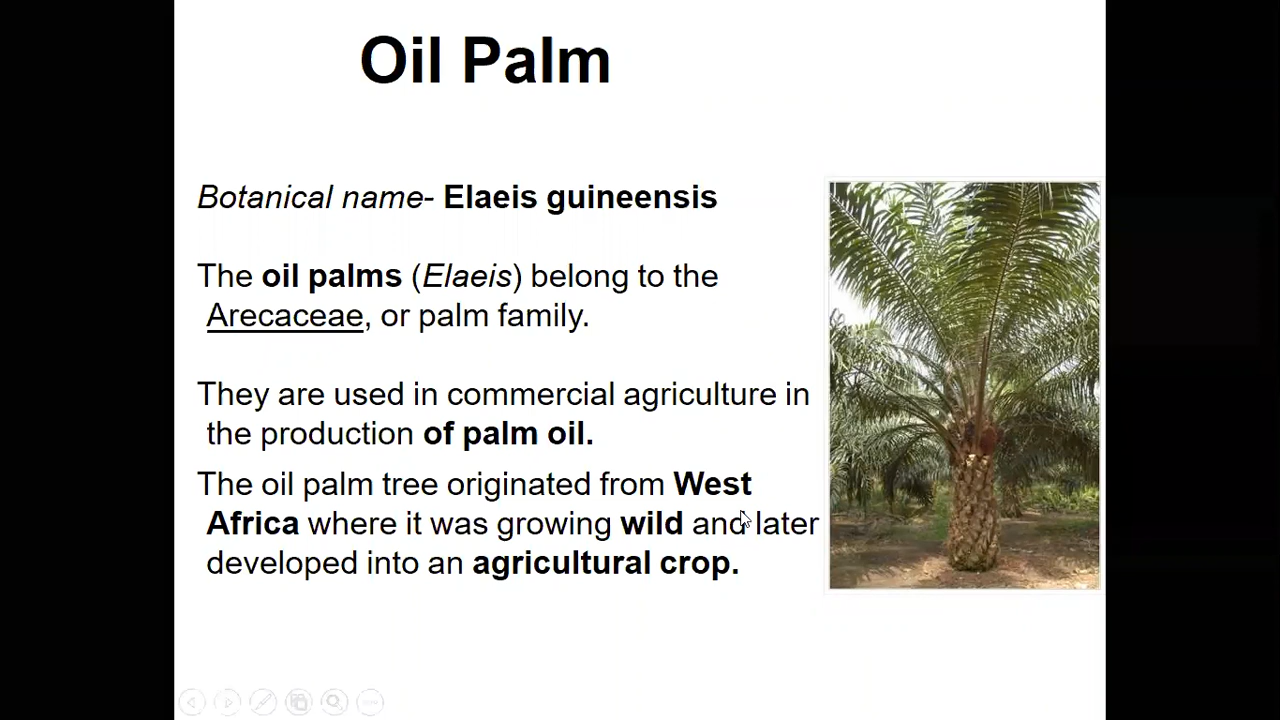 Oil Palm
Botanical name- Elaeis guineensis
The oil palms (Elaeis) belong to the
Arecaceae, or palm family.
They are used in commercial agriculture in
the production of palm oil.
The oil palm tree originated from West
Africa where it was growing wild and later
developed into an agricultural crop.